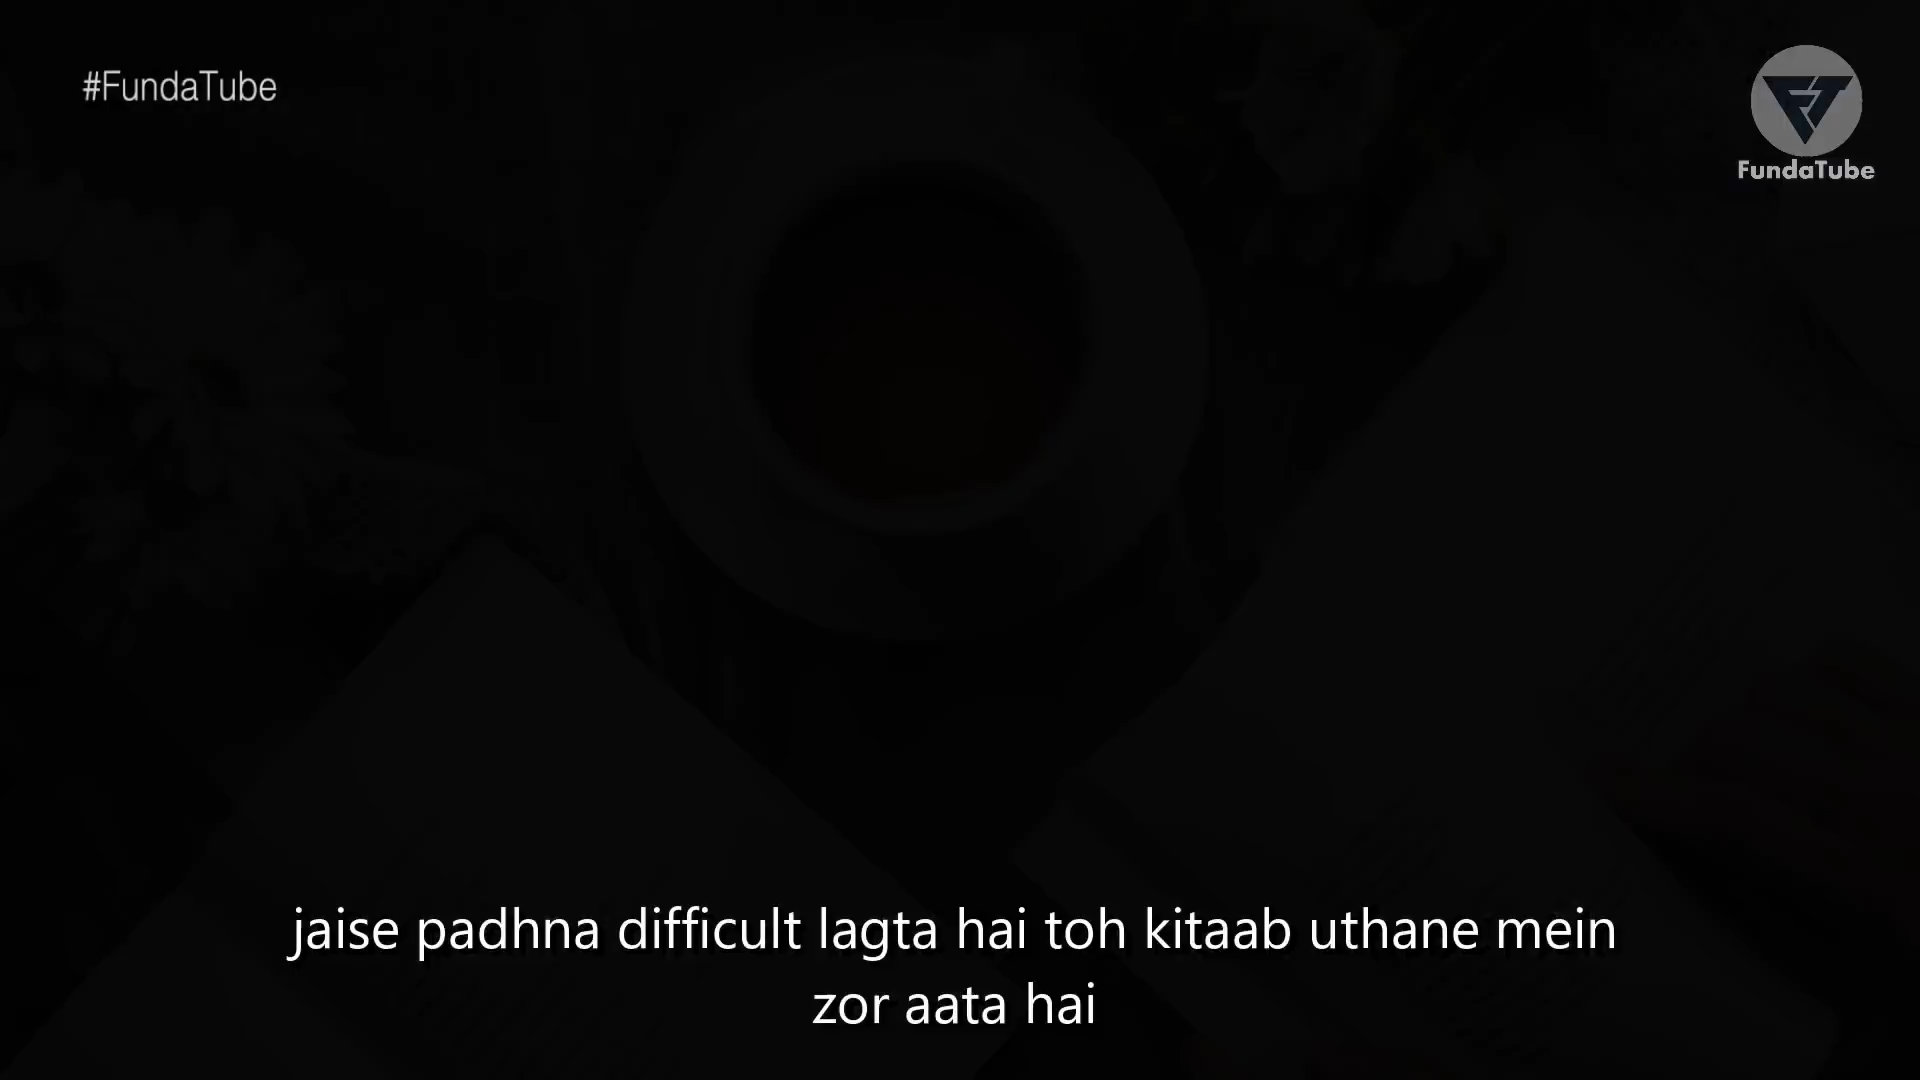 #FundaTube
FundaTube
jaise padhna difficult lagta hai toh kitaab uthane mein
zor aata hai